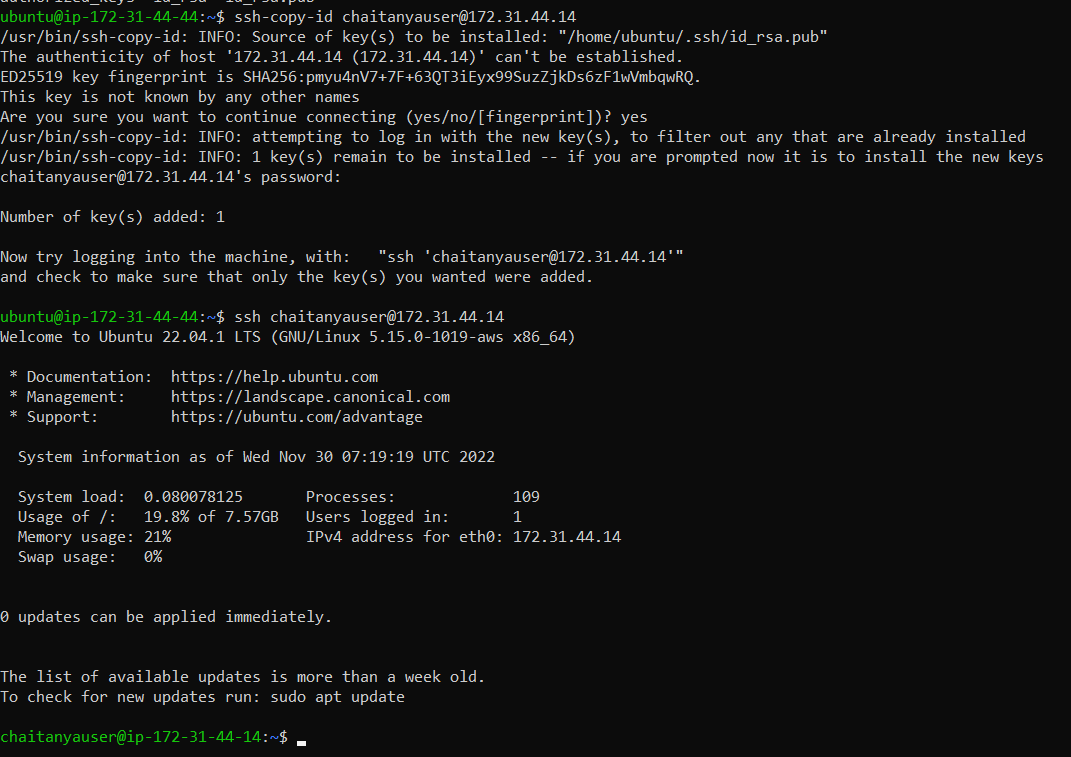 ubuntu@ip-172-31-44-44:~$ ssh-copy-id chaitanyauser@172.31.44.14
/usr/bin/ssh-copy-id: INFO: Source of key(s) to be installed: "/home/ubuntu/.ssh/id_rsa.pub"
The authenticity of host '172.31.44.14 (172.31.44.14)' can't be established.
ED25519 key fingerprint is SHA256:pmyu4nV7+7F+63QT3iEyx99SuzZjkDs6zF1wVmbqwRQ.
This key is not known by any other names
Are you sure you want to continue connecting (yes/no/[fingerprint])? yes
/usr/bin/ssh-copy-id: INFO: attempting to log in with the new key(s), to filter out any that are already installed
/usr/bin/ssh-copy-id: INFO: 1 key(s) remain to be installed -- if you are prompted now it is to install the new keys
chaitanyauser@172.31.44.14's password:
Number of key(s) added: 1
Now try logging into the machine, with:   "ssh 'chaitanyauser@172.31.44.14'"
and check to make sure that only the key(s) you wanted were added.
ubuntu@ip-172-31-44-44:~$ ssh chaitanyauser@172.31.44.14
Welcome to Ubuntu 22.04.1 LTS (GNU/Linux 5.15.0-1019-aws x86_64)
 * Documentation:  https://help.ubuntu.com
 * Management:     https://landscape.canonical.com
 * Support:        https://ubuntu.com/advantage
  System information as of Wed Nov 30 07:19:19 UTC 2022
  System load:  0.080078125       Processes:             109
  Usage of /:   19.8% of 7.57GB   Users logged in:       1
  Memory usage: 21%               IPv4 address for eth0: 172.31.44.14
  Swap usage:   0%
0 updates can be applied immediately.
The list of available updates is more than a week old.
To check for new updates run: sudo apt update
chaitanyauser@ip-172-31-44-14:~$